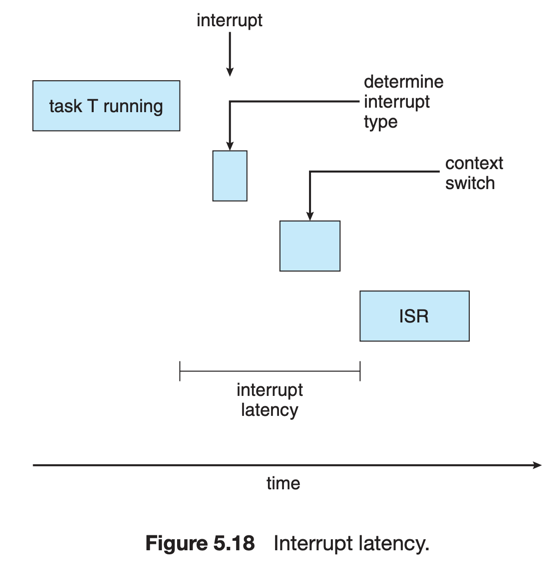 interrupt
task T running
determine
interrupt
type
context
switch
ISR
interrupt
latency
time
Figure 5.18 Interrupt latency.